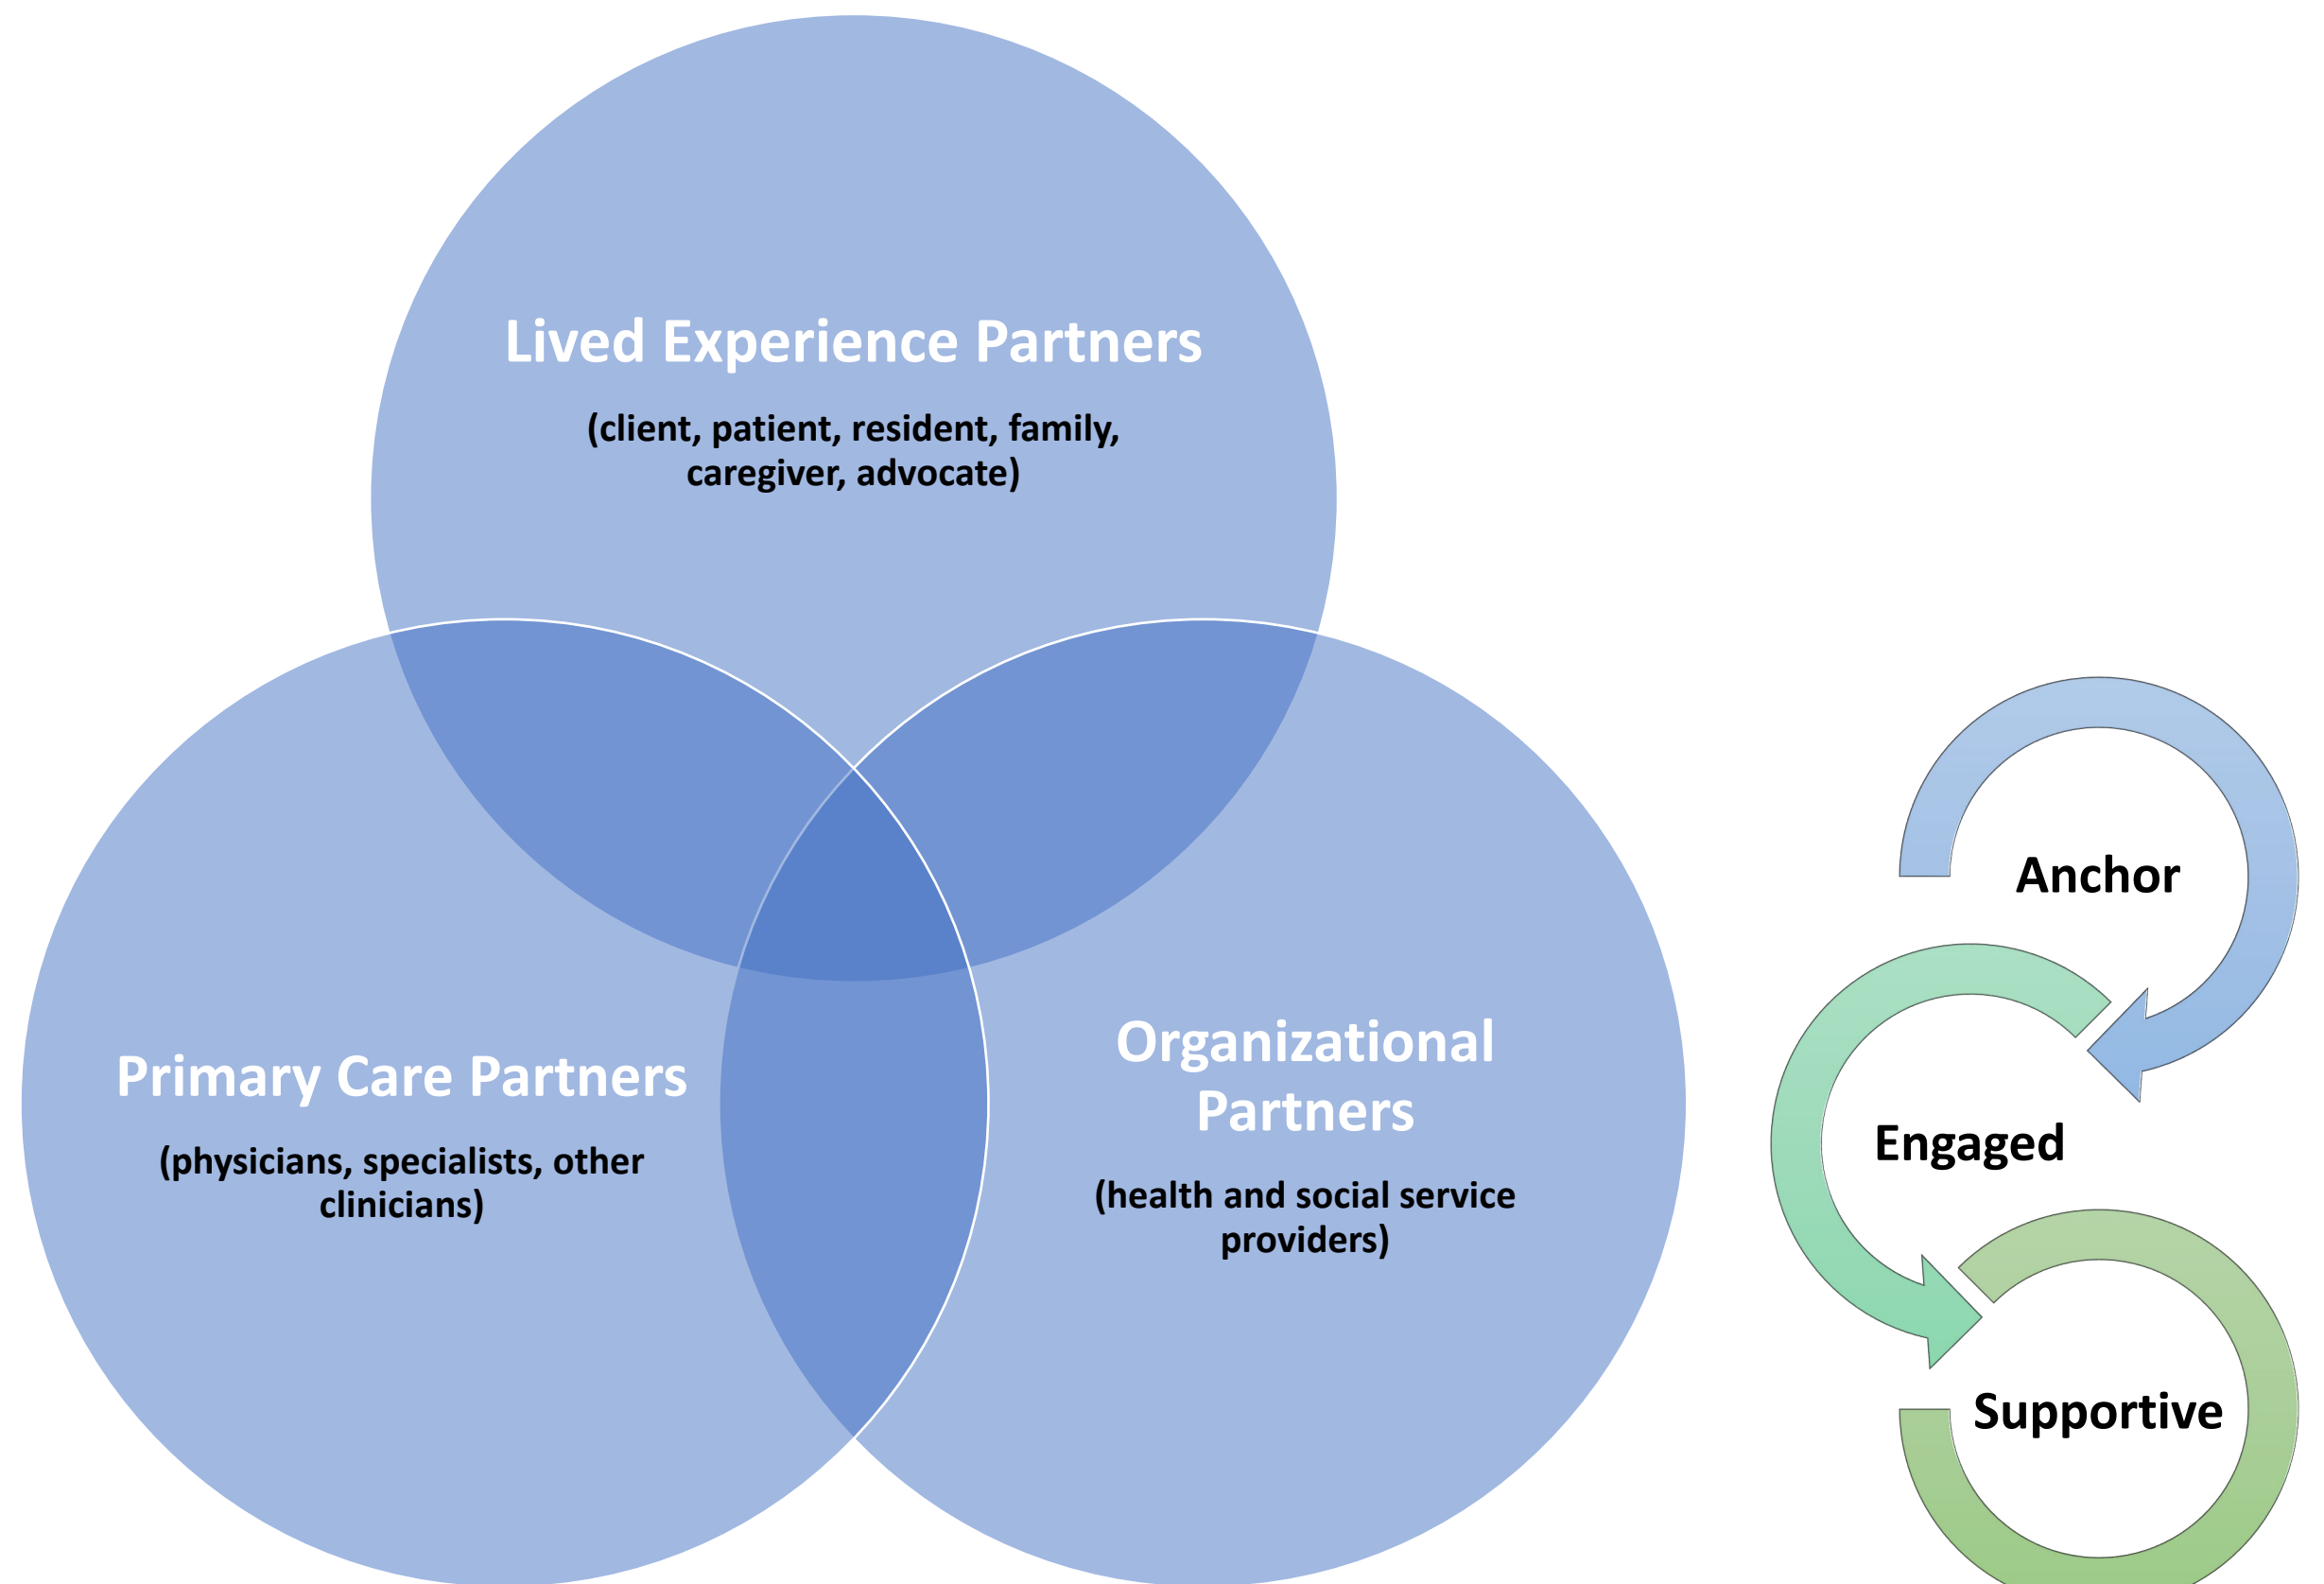 Lived Experience Partners
(client, patient, resident, family,
caregiver, advocate)
Primary Care Partners
(physicians, specialists, other
clinicians)
Organizational
Partners
(health and social service
providers)
Anchor
Engaged
Supportive